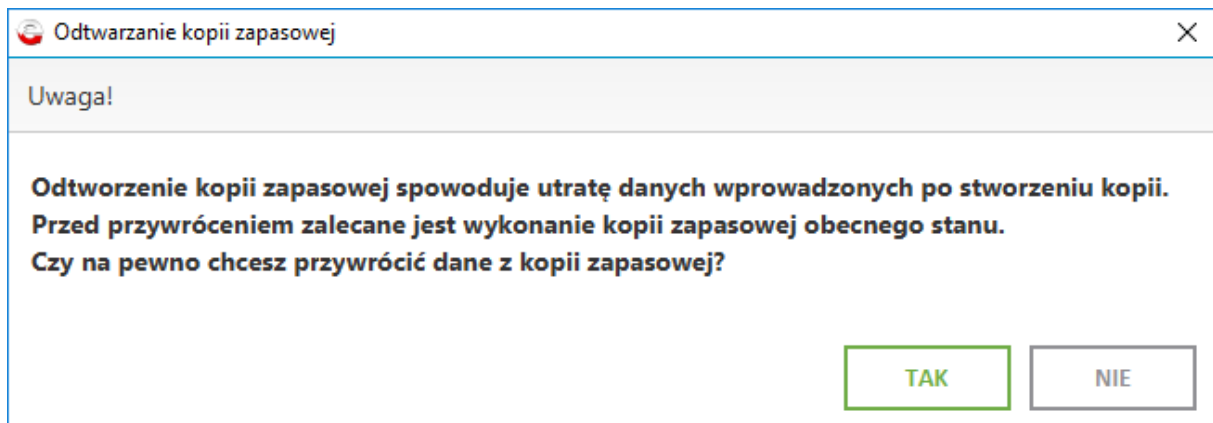 Odtwarzanie kopii zapasowej
Uwaga!
Odtworzenie kopii zapasowej spowoduje utratę danych wprowadzonych po stworzeniu kopii.
Przed przywróceniem zalecane jest wykonanie kopii zapasowej obecnego stanu.
Czy na pewno chcesz przywrócić dane z kopii zapasowej?
TAK NIE